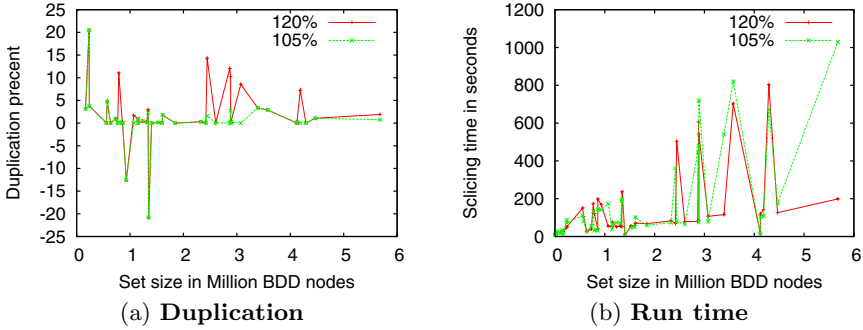 Duplication precent
25
20
15
10
5
0
-5
-10
-15
-20
-25
0 1 2 3 4 5 6
Set size in Million BDD nodes
120%
105%
(a) Duplication
Sclicing time in seconds
1200
1000
800
600
400
200
0
0 1 2 3 4 5 6
Set size in Million BDD nodes
120%
105%
(b) Run time